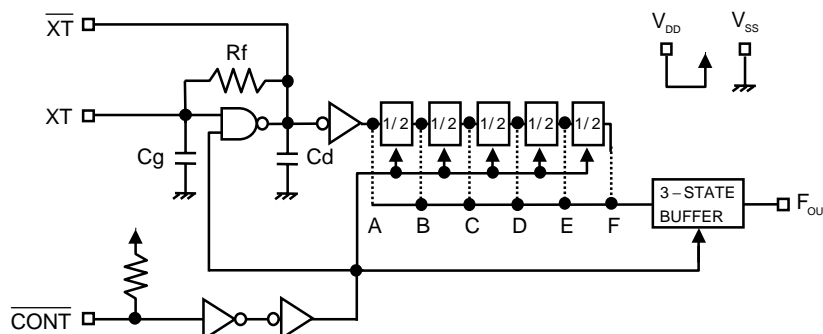 XT
V_DD V_SS
Rf
XT
1/2 1/2 1/2 1/2 1/2
Cg Cd
3–STATE
BUFFER
F_OU
A B C D E F
CONT